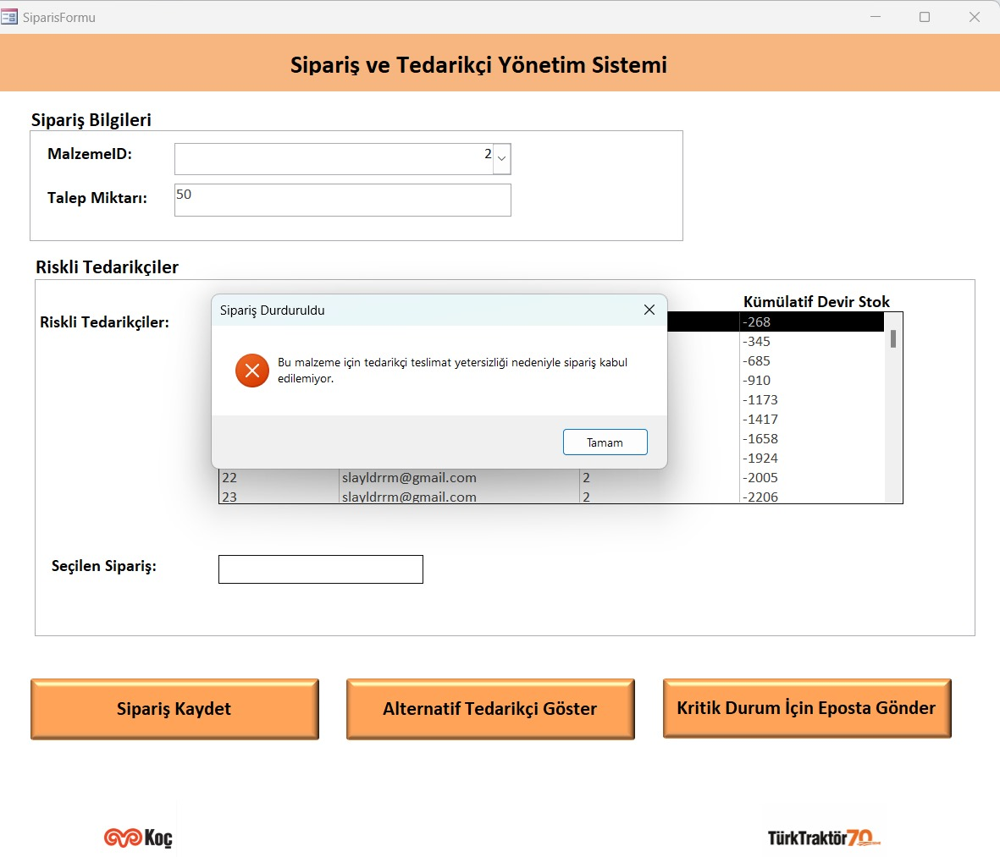 SiparisFormu
Sipariş ve Tedarikçi Yönetim Sistemi
Sipariş Bilgileri
MalzemeID:
2
Talep Miktarı:
50
Riskli Tedarikçiler
Kümülatif Devir Stok
Riskli Tedarikçiler:
-268
-345
-685
-910
-1173
-1417
-1658
-1924
Sipariş Durduruldu
Bu malzeme için tedarikçi teslimat yetersizliği nedeniyle sipariş kabul
edilemiyor.
Tamam
22 slayldrrm@gmail.com 2 -2005
23 slayldrrm@gmail.com 2 -2206
Seçilen Sipariş:
Sipariş Kaydet
Alternatif Tedarikçi Göster
Kritik Durum İçin Eposta Gönder
Koç
TürkTraktör 70